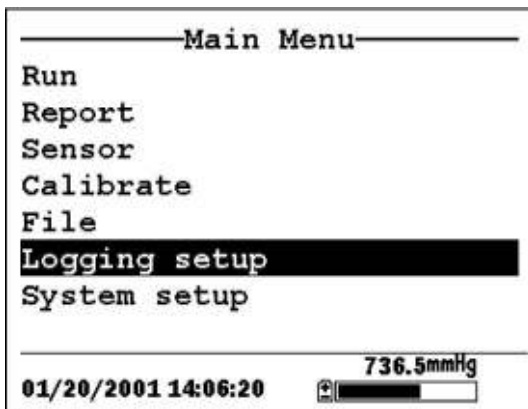 Main Menu
Run
Report
Sensor
Calibrate
File
Logging setup
System setup
736.5mmHg
01/20/2001 14:06:20